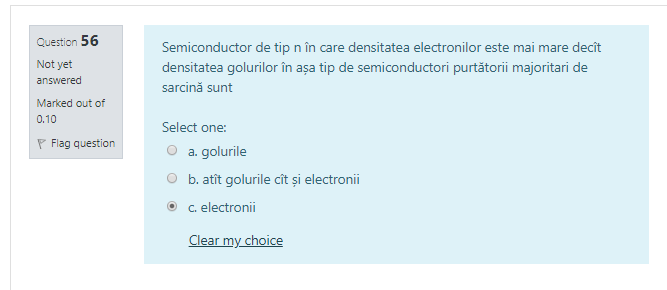 Question 56
Not yet
answered
Marked out of
0.10
Flag question
Semiconductor de tip n în care densitatea electronilor este mai mare decît
densitatea golurilor în așa tip de semiconductori purtătorii majoritari de
sarcină sunt
Select one:
a. golurile
b. atît golurile cît și electronii
c. electronii
Clear my choice